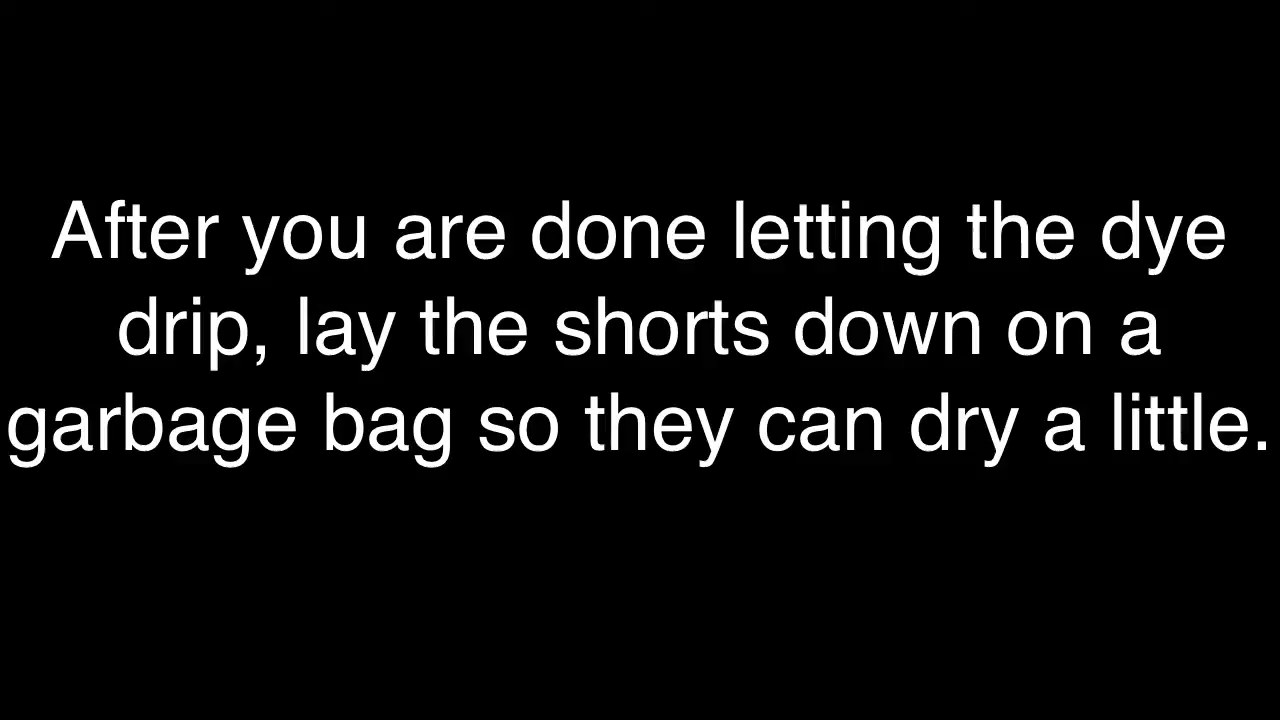 After you are done letting the dye
drip, lay the shorts down on a
garbage bag so they can dry a little.